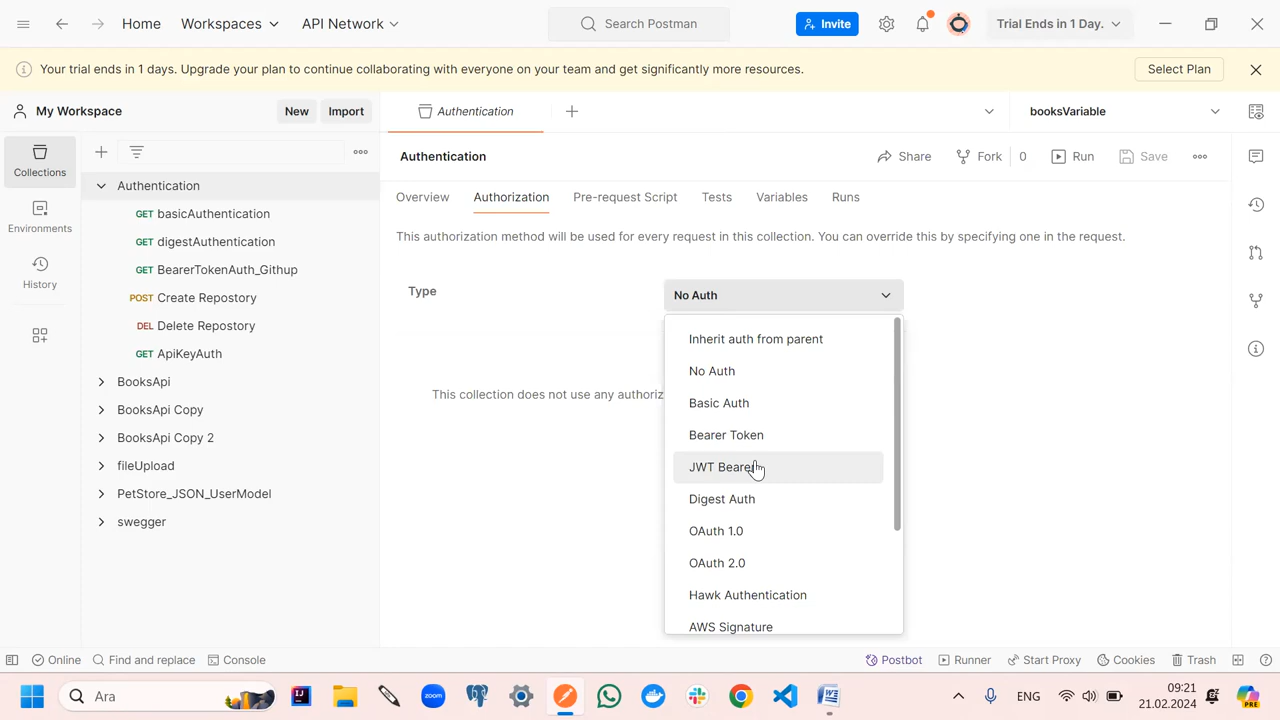 Home
Workspaces
API Network
Search Postman
Invite
Trial Ends in 1 Day.
Your trial ends in 1 days. Upgrade your plan to continue collaborating with everyone on your team and get significantly more resources.
Select Plan
My Workspace
New
Import
Authentication
booksVariable
Collections
Environments
History
Authentication
GET basicAuthentication
GET digestAuthentication
GET BearerTokenAuth_Githup
POST Create Repostory
DEL Delete Repostory
GET ApiKeyAuth
BooksApi
BooksApi Copy
BooksApi Copy 2
fileUpload
PetStore_JSON_UserModel
swegger
Authentication
Share
Fork
0
Run
Save
Overview
Authorization
Pre-request Script
Tests
Variables
Runs
This authorization method will be used for every request in this collection. You can override this by specifying one in the request.
Type
No Auth
This collection does not use any authoriz
Inherit auth from parent
No Auth
Basic Auth
Bearer Token
JWT Bearer
Digest Auth
OAuth 1.0
OAuth 2.0
Hawk Authentication
AWS Signature
Online
Find and replace
Console
Postbot
Runner
Start Proxy
Cookies
Trash
Ara
zoom
W
PRE
ENG
09:21
21.02.2024